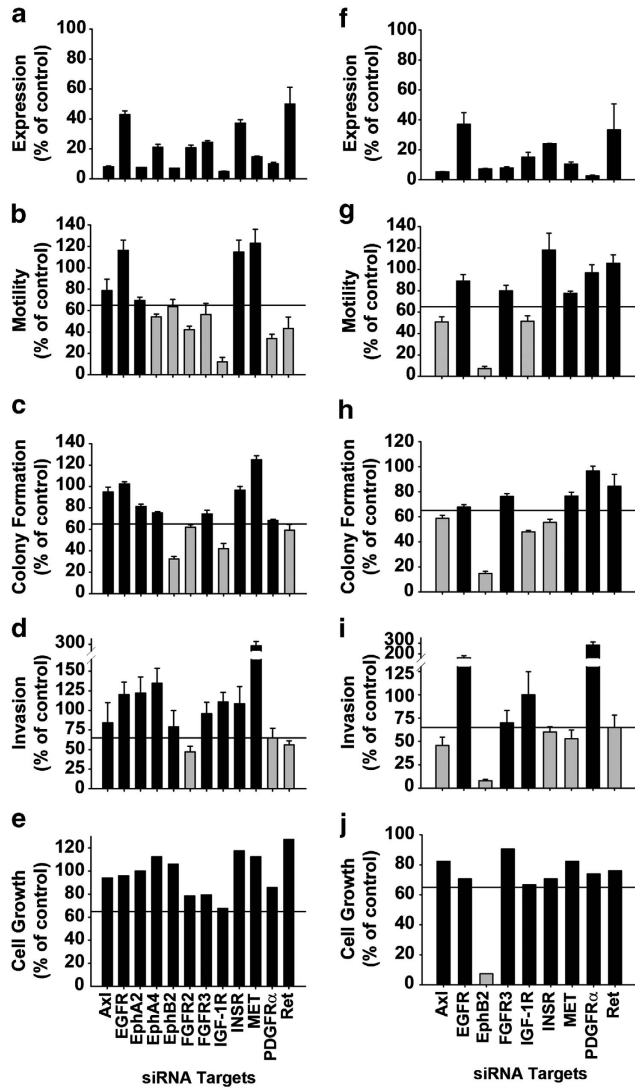 a
Expression
(% of control)
100
80
60
40
20
0
b
Motility
(% of control)
140
120
100
80
60
40
20
0
c
Colony Formation
(% of control)
140
120
100
80
60
40
20
0
d
Invasion
(% of control)
300
150
125
100
75
50
25
0
e
Cell Growth
(% of control)
120
100
80
60
40
20
0
Axl
EGFR
EphA2
EphA4
EphB2
FGFR2
FGFR3
IGF-1R
INSR
MET
PDGFRα
Ret
siRNA Targets
f
Expression
(% of control)
100
80
60
40
20
0
g
Motility
(% of control)
140
120
100
80
60
40
20
0
h
Colony Formation
(% of control)
120
100
80
60
40
20
0
i
Invasion
(% of control)
300
200
125
100
75
50
25
0
j
Cell Growth
(% of control)
100
80
60
40
20
0
Axl
EGFR
EphB2
FGFR3
IGF-1R
INSR
MET
PDGFRα
Ret
siRNA Targets